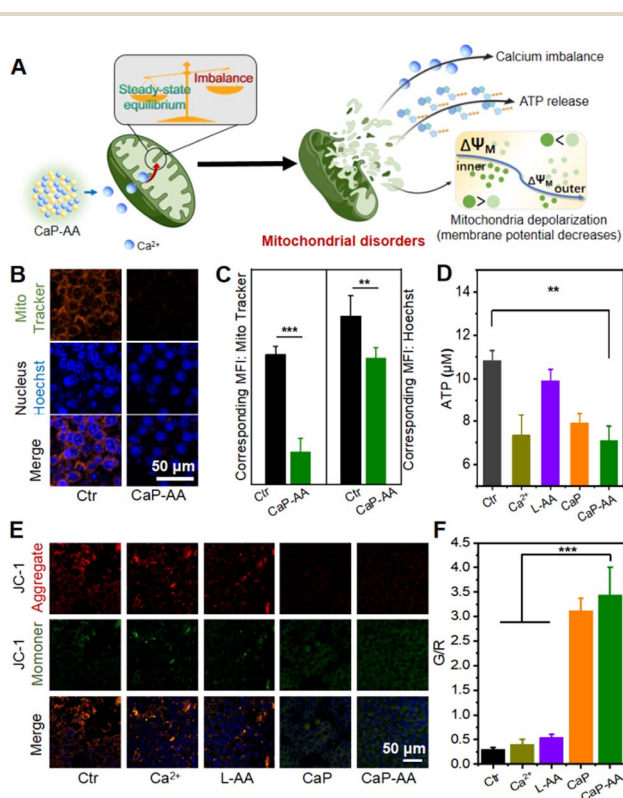 A
Steady-state
equilibrium
Imbalance
CaP-AA
Ca²⁺
Mitochondrial disorders
Calcium imbalance
ATP release
ΔΨM
inner
<
ΔΨM outer
>
Mitochondria depolarization
(membrane potential decreases)
B
Mito
Tracker
Nucleus
Hoechst
Merge
50 μm
Ctr
CaP-AA
C
Corresponding MFI: Mito Tracker
***
**
Corresponding MFI: Hoechst
Ctr
CaP-AA
Ctr
CaP-AA
D
ATP (μM)
14
12
10
8
6
**
Ctr
Ca²⁺
L-AA
CaP
CaP-AA
E
JC-1
Aggregate
JC-1
Momoner
Merge
50 μm
Ctr
Ca²⁺
L-AA
CaP
CaP-AA
F
G/R
4.5
4.0
3.5
3.0
2.5
2.0
1.5
1.0
0.5
0.0
***
Ctr
Ca²⁺
L-AA
CaP
CaP-AA